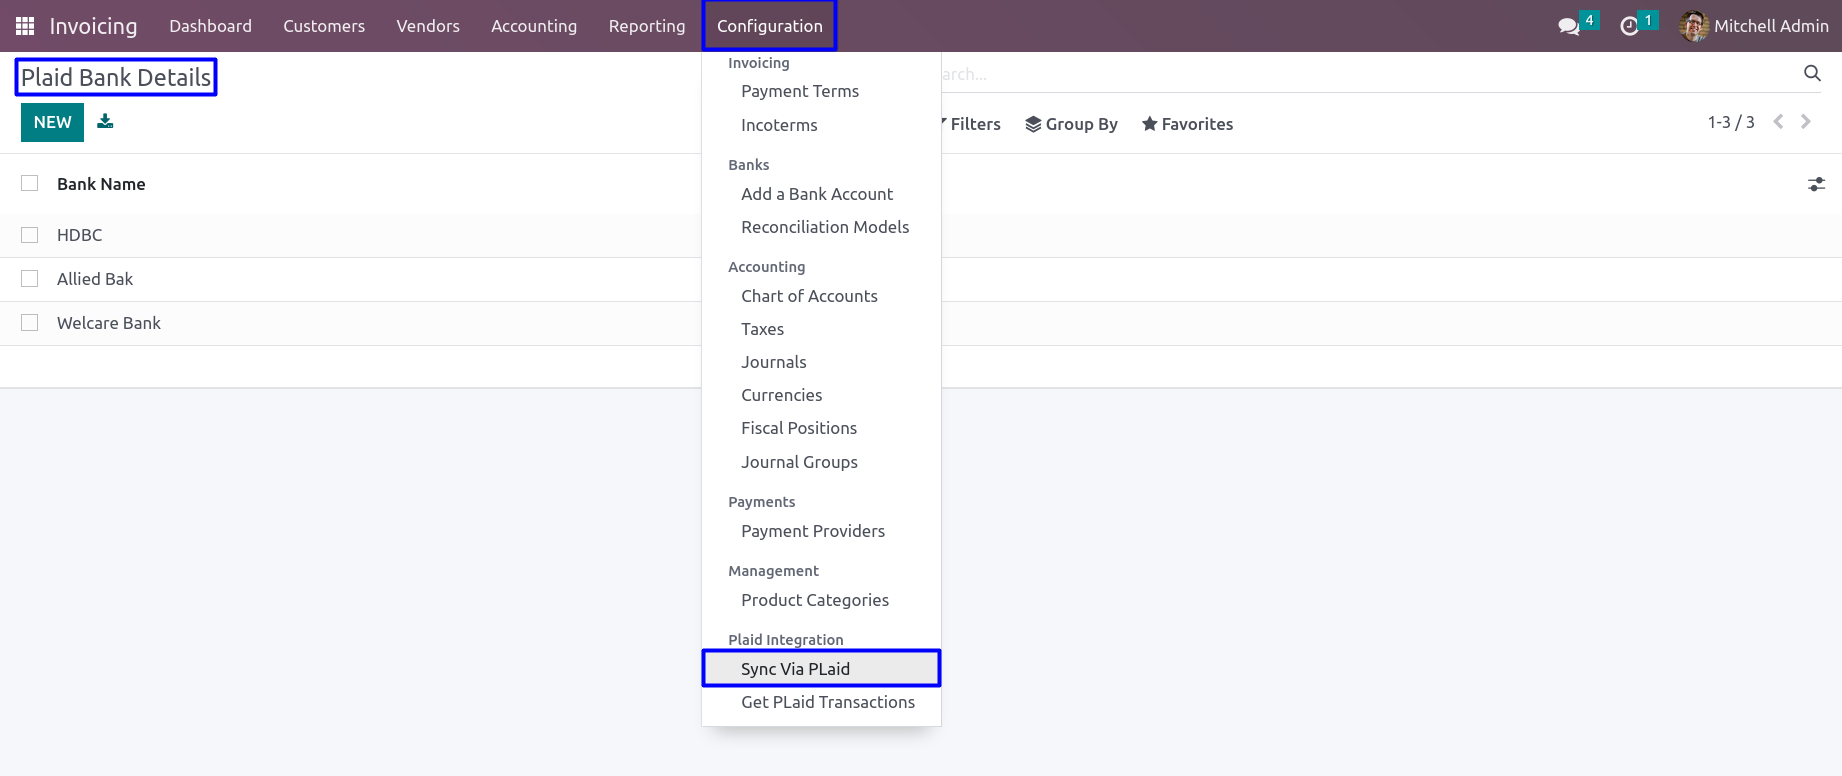 Invoicing Dashboard Customers Vendors Accounting Reporting Configuration 4 1 Mitchell Admin
Plaid Bank Details
arch...
NEW
Filters Group By Favorites 1-3 / 3
Bank Name
HDBC
Allied Bak
Welcare Bank
Invoicing
Payment Terms
Incoterms
Banks
Add a Bank Account
Reconciliation Models
Accounting
Chart of Accounts
Taxes
Journals
Currencies
Fiscal Positions
Journal Groups
Payments
Payment Providers
Management
Product Categories
Plaid Integration
Sync Via PLaid
Get PLaid Transactions